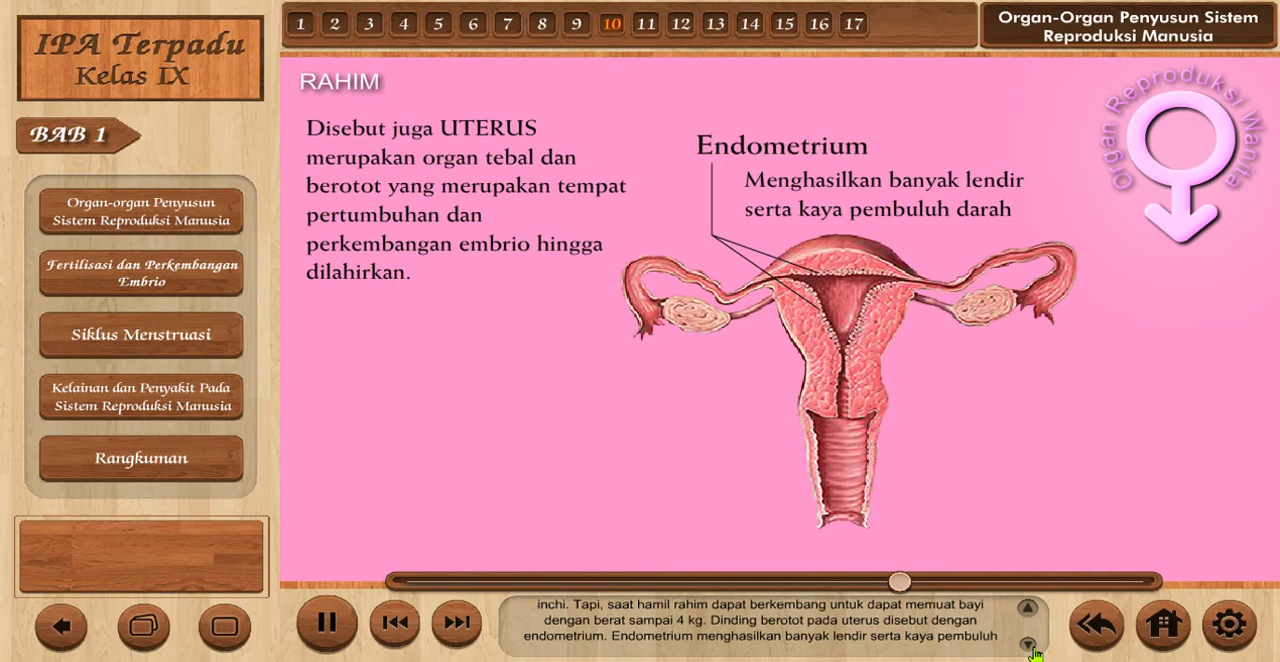 IPA Terpadu
Kelas IX
BAB 1
Organ-organ Penyusun
Sistem Reproduksi Manusia
Fertilisasi dan Perkembangan
Embrio
Siklus Menstruasi
Kelainan dan Penyakit Pada
Sistem Reproduksi Manusia
Rangkuman
1 2 3 4 5 6 7 8 9 10 11 12 13 14 15 16 17
Organ-Organ Penyusun Sistem
Reproduksi Manusia
RAHIM
Disebut juga UTERUS
merupakan organ tebal dan
berotot yang merupakan tempat
pertumbuhan dan
perkembangan embrio hingga
dilahirkan.
Endometrium
Menghasilkan banyak lendir
serta kaya pembuluh darah
Organ Reproduksi Wanita
inchi. Tapi, saat hamil rahim dapat berkembang untuk dapat memuat bayi
dengan berat sampai 4 kg. Dinding berotot pada uterus disebut dengan
endometrium. Endometrium menghasilkan banyak lendir serta kaya pembuluh